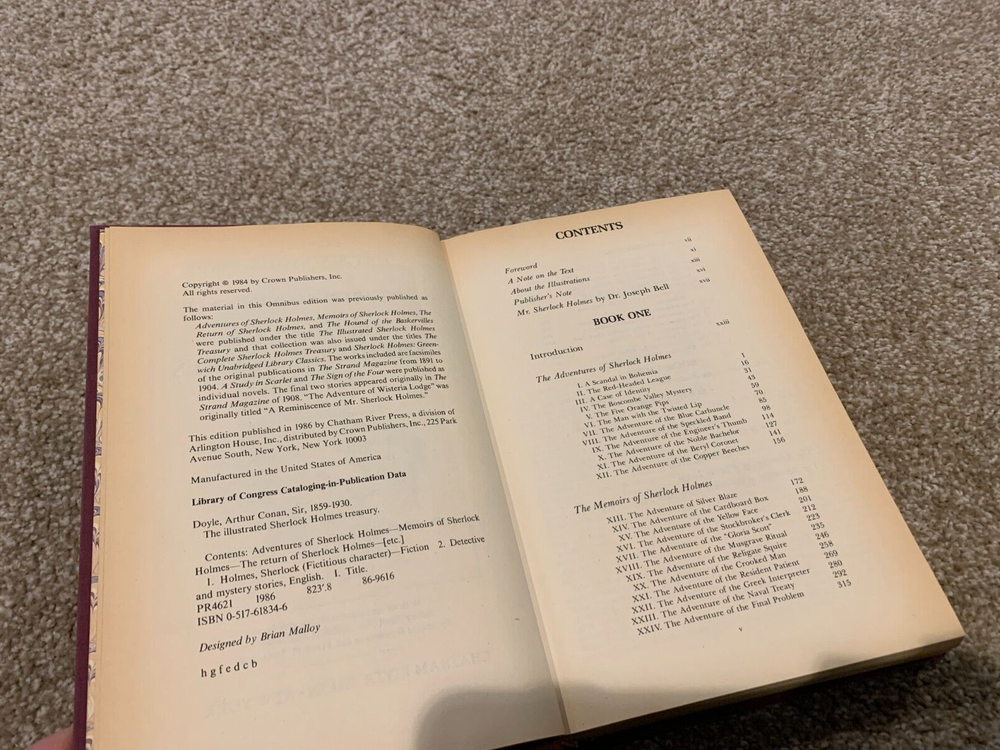 Copyright © 1984 by Crown Publishers, Inc.
All rights reserved.
The material in this Omnibus edition was previously published as
follows:
Adventures of Sherlock Holmes, Memoirs of Sherlock Holmes, The
Return of Sherlock Holmes, and The Hound of the Baskervilles
were published under the title The Illustrated Sherlock Holmes
Treasury and that collection was also issued under the titles The
Complete Sherlock Holmes Treasury and Sherlock Holmes: Green-
wich Unabridged Library Classics. The works included are facsimiles
of the original publications in The Strand Magazine from 1891 to
1904. A Study in Scarlet and The Sign of the Four were published as
individual novels. The final two stories appeared originally in The
Strand Magazine of 1908. "The Adventure of Wisteria Lodge" was
originally titled "A Reminiscence of Mr. Sherlock Holmes."
This edition published in 1986 by Chatham River Press, a division of
Arlington House, Inc., distributed by Crown Publishers, Inc., 225 Park
Avenue South, New York, New York 10003
Manufactured in the United States of America
Library of Congress Cataloging-in-Publication Data
Doyle, Arthur Conan, Sir, 1859-1930.
The illustrated Sherlock Holmes treasury.
Contents: Adventures of Sherlock Holmes—Memoirs of Sherlock
Holmes—The return of Sherlock Holmes—[etc.]
1. Holmes, Sherlock (Fictitious character)—Fiction 2. Detective
and mystery stories, English. I. Title.
PR4621 1986 823'.8 86-9616
ISBN 0-517-61834-6
Designed by Brian Malloy
h g f e d c b
CONTENTS
Foreword vii
A Note on the Text xi
About the Illustrations xiii
Publisher's Note xvi
Mr. Sherlock Holmes by Dr. Joseph Bell xvii
BOOK ONE
Introduction xxiii
The Adventures of Sherlock Holmes
I. A Scandal in Bohemia 1
II. The Red-Headed League 16
III. A Case of Identity 31
IV. The Boscombe Valley Mystery 45
V. The Five Orange Pips 59
VI. The Man with the Twisted Lip 70
VII. The Adventure of the Blue Carbuncle 85
VIII. The Adventure of the Speckled Band 98
IX. The Adventure of the Engineer's Thumb 114
X. The Adventure of the Noble Bachelor 127
XI. The Adventure of the Beryl Coronet 141
XII. The Adventure of the Copper Beeches 156
The Memoirs of Sherlock Holmes
XIII. The Adventure of Silver Blaze 172
XIV. The Adventure of the Cardboard Box 188
XV. The Adventure of the Yellow Face 201
XVI. The Adventure of the Stockbroker's Clerk 212
XVII. The Adventure of the "Gloria Scott" 223
XVIII. The Adventure of the Musgrave Ritual 235
XIX. The Adventure of the Reigate Squire 246
XX. The Adventure of the Crooked Man 258
XXI. The Adventure of the Resident Patient 269
XXII. The Adventure of the Greek Interpreter 280
XXIII. The Adventure of the Naval Treaty 292
XXIV. The Adventure of the Final Problem 315
v